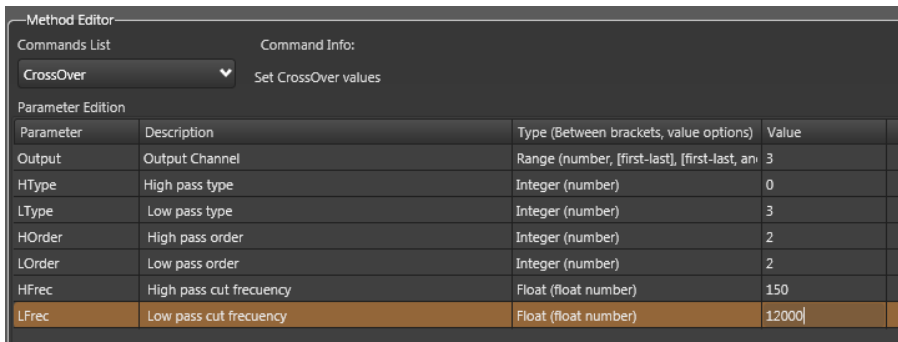 Method Editor
Commands List Command Info:
CrossOver Set CrossOver values
Parameter Edition
Parameter Description Type (Between brackets, value options) Value
Output Output Channel Range (number, [first-last], [first-last, an 3
HType High pass type Integer (number) 0
LType Low pass type Integer (number) 3
HOrder High pass order Integer (number) 2
LOrder Low pass order Integer (number) 2
HFrec High pass cut frecuency Float (float number) 150
LFrec Low pass cut frecuency Float (float number) 12000